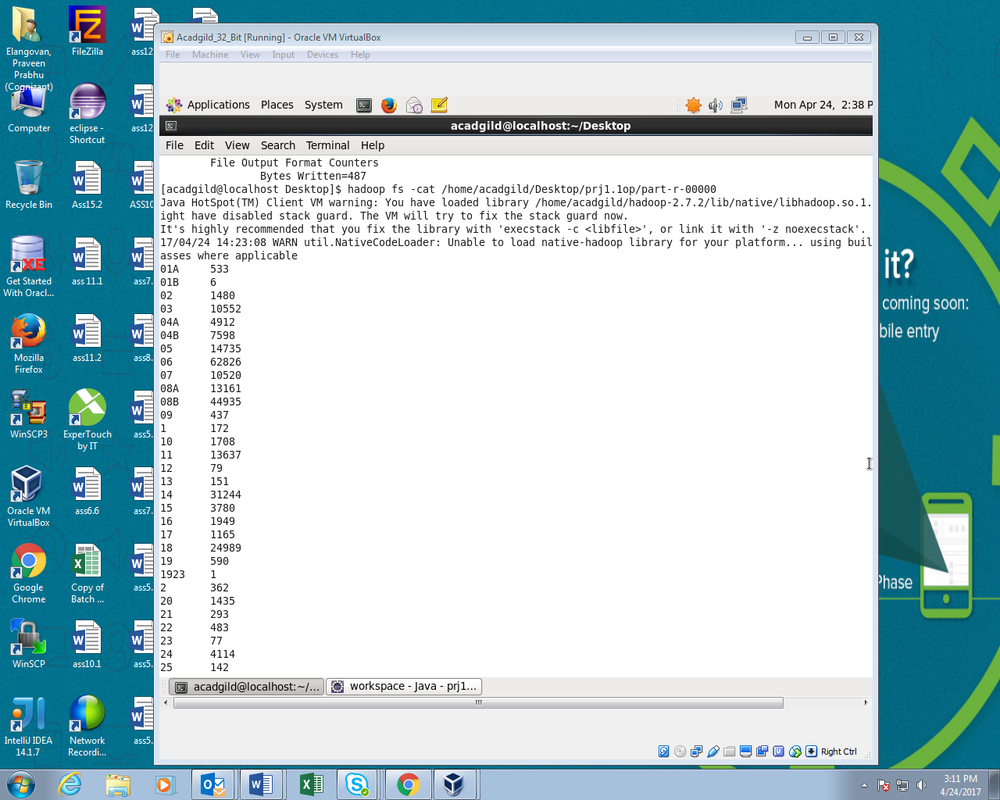 Elangovan,
Praveen
Prabhu
(Cognizant)
FileZilla
ass12
Computer
eclipse -
Shortcut
ass12
Recycle Bin
Ass15.2
ASS10
Get Started
With Oracl...
ass 11.1
ass7.
Mozilla
Firefox
ass11.2
ass8.
WinSCP3
ExperTouch
by IT
ass5.
Oracle VM
VirtualBox
ass6.6
ass7.
Google
Chrome
Copy of
Batch ...
ass5.
WinSCP
ass10.1
ass5.
IntelliJ IDEA
14.1.7
Network
Recordi...
ass5.
Acadgild_32_Bit [Running] - Oracle VM VirtualBox
File Machine View Input Devices Help
Applications Places System Mon Apr 24, 2:38 P
acadgild@localhost:~/Desktop
File Edit View Search Terminal Help
File Output Format Counters
Bytes Written=487
[acadgild@localhost Desktop]$ hadoop fs -cat /home/acadgild/Desktop/prj1.1op/part-r-00000
Java HotSpot(TM) Client VM warning: You have loaded library /home/acadgild/hadoop-2.7.2/lib/native/libhadoop.so.1.
ight have disabled stack guard. The VM will try to fix the stack guard now.
It's highly recommended that you fix the library with 'execstack -c <libfile>', or link it with '-z noexecstack'.
17/04/24 14:23:08 WARN util.NativeCodeLoader: Unable to load native-hadoop library for your platform... using buil
asses where applicable
01A 533
01B 6
02 1480
03 10552
04A 4912
04B 7598
05 14735
06 62826
07 10520
08A 13161
08B 44935
09 437
1 172
10 1708
11 13637
12 79
13 151
14 31244
15 3780
16 1949
17 1165
18 24989
19 590
1923 1
2 362
20 1435
21 293
22 483
23 77
24 4114
25 142
acadgild@localhost:~/... workspace - Java - prj1...
Right Ctrl
it?
coming soon:
bile entry
Phase
3:11 PM
4/24/2017